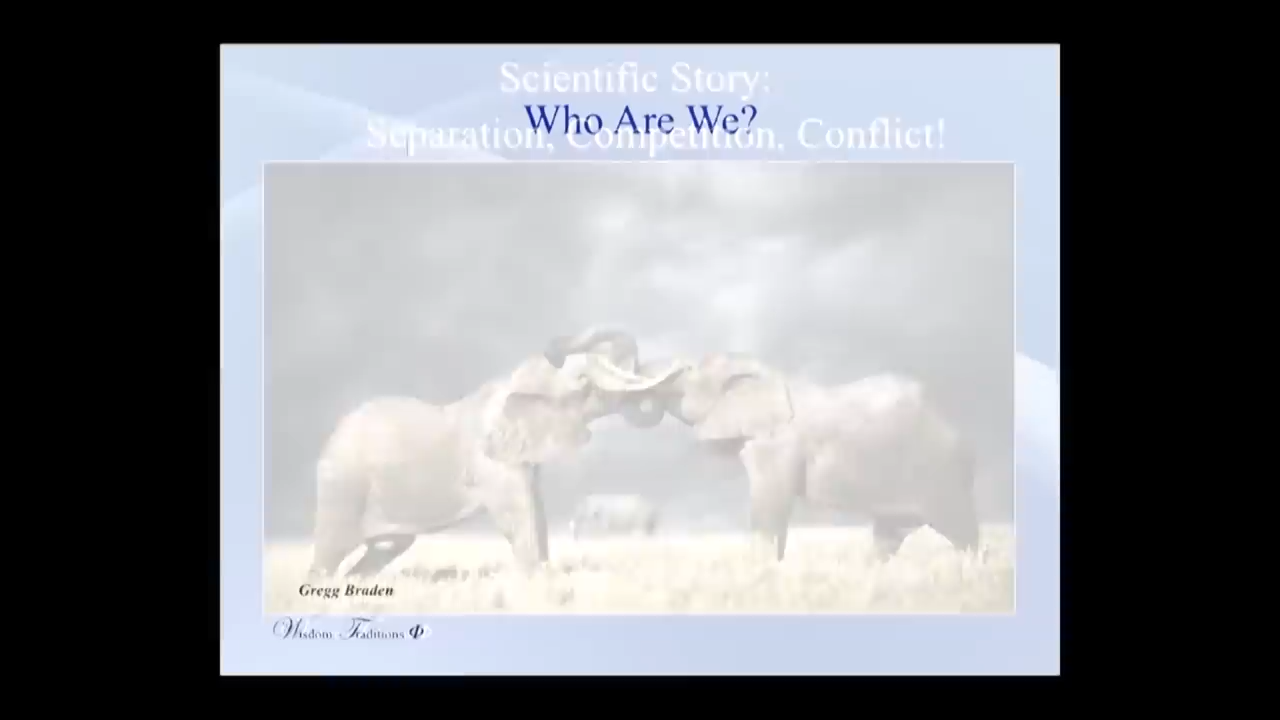 Scientific Story:
Who Are We?
Separation, Competition, Conflict!
Gregg Braden
Wisdom Traditions Φ